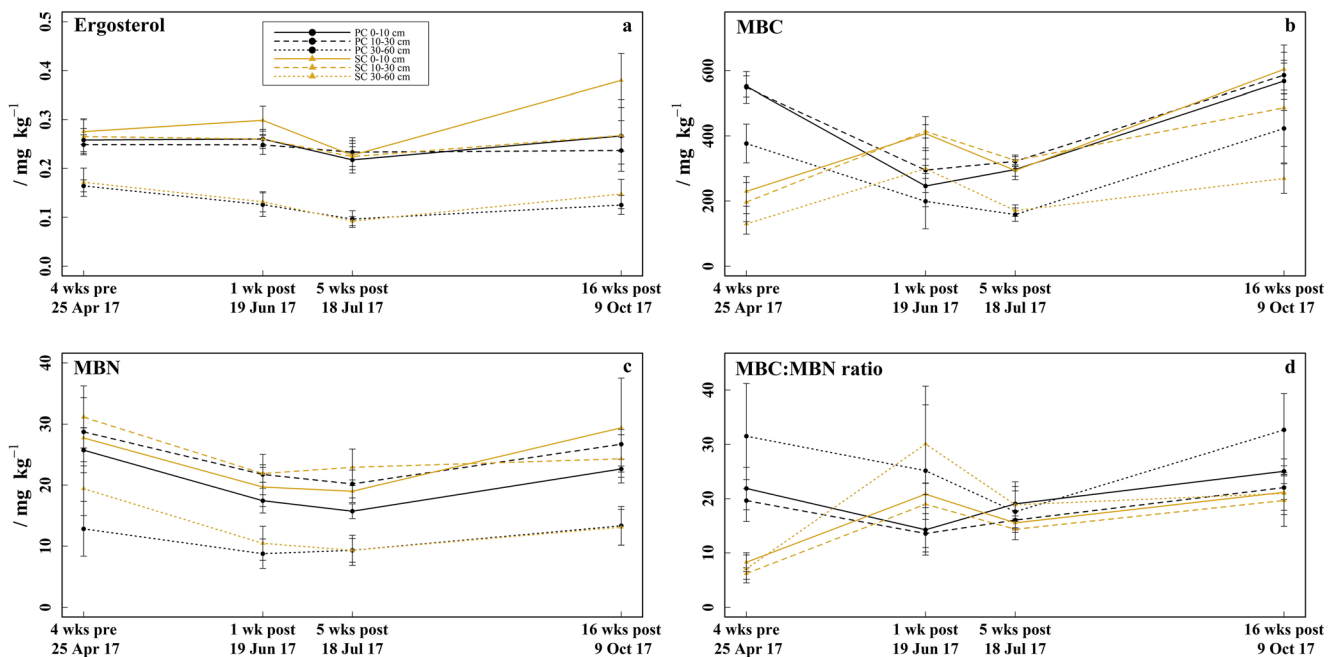 Ergosterol
a
0.5
0.4
0.3
0.2
0.1
0.0
/ mg kg⁻¹
PC 0-10 cm
PC 10-30 cm
PC 30-60 cm
SC 0-10 cm
SC 10-30 cm
SC 30-60 cm
4 wks pre 1 wk post 5 wks post 16 wks post
25 Apr 17 19 Jun 17 18 Jul 17 9 Oct 17
MBC
b
600
400
200
0
/ mg kg⁻¹
4 wks pre 1 wk post 5 wks post 16 wks post
25 Apr 17 19 Jun 17 18 Jul 17 9 Oct 17
MBN
c
40
30
20
10
0
/ mg kg⁻¹
4 wks pre 1 wk post 5 wks post 16 wks post
25 Apr 17 19 Jun 17 18 Jul 17 9 Oct 17
MBC:MBN ratio
d
40
30
20
10
0
4 wks pre 1 wk post 5 wks post 16 wks post
25 Apr 17 19 Jun 17 18 Jul 17 9 Oct 17